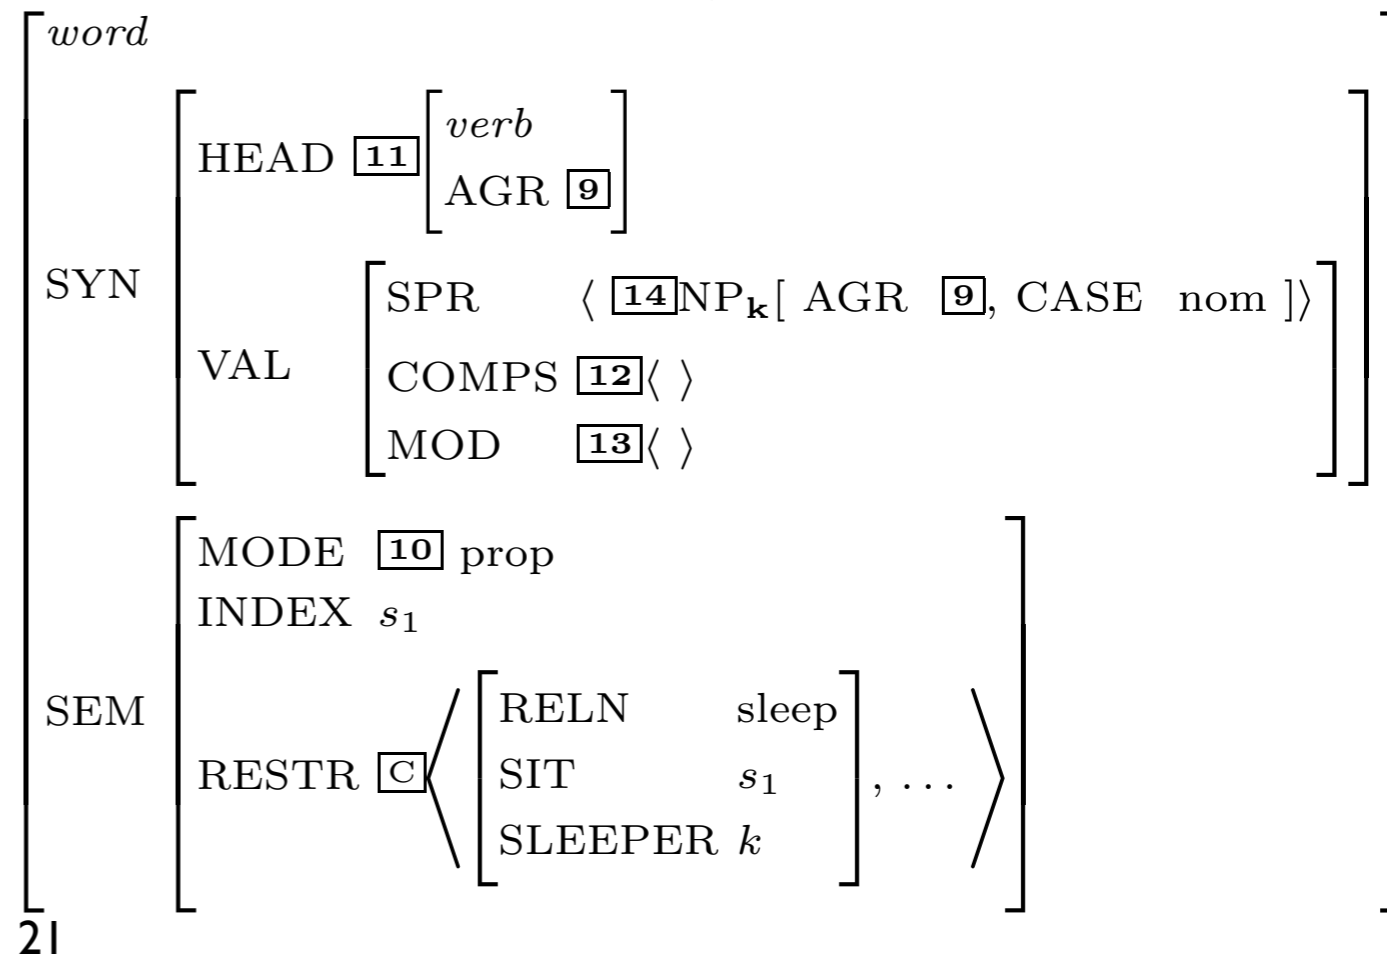 word
HEAD 11 verb
AGR 9
SYN
SPR ⟨ 14 NPk[ AGR 9, CASE nom ]⟩
VAL
COMPS 12 ⟨ ⟩
MOD 13 ⟨ ⟩
MODE 10 prop
INDEX s1
SEM
RELN sleep
RESTR C ⟨ SIT s1 , ... ⟩
SLEEPER k
21